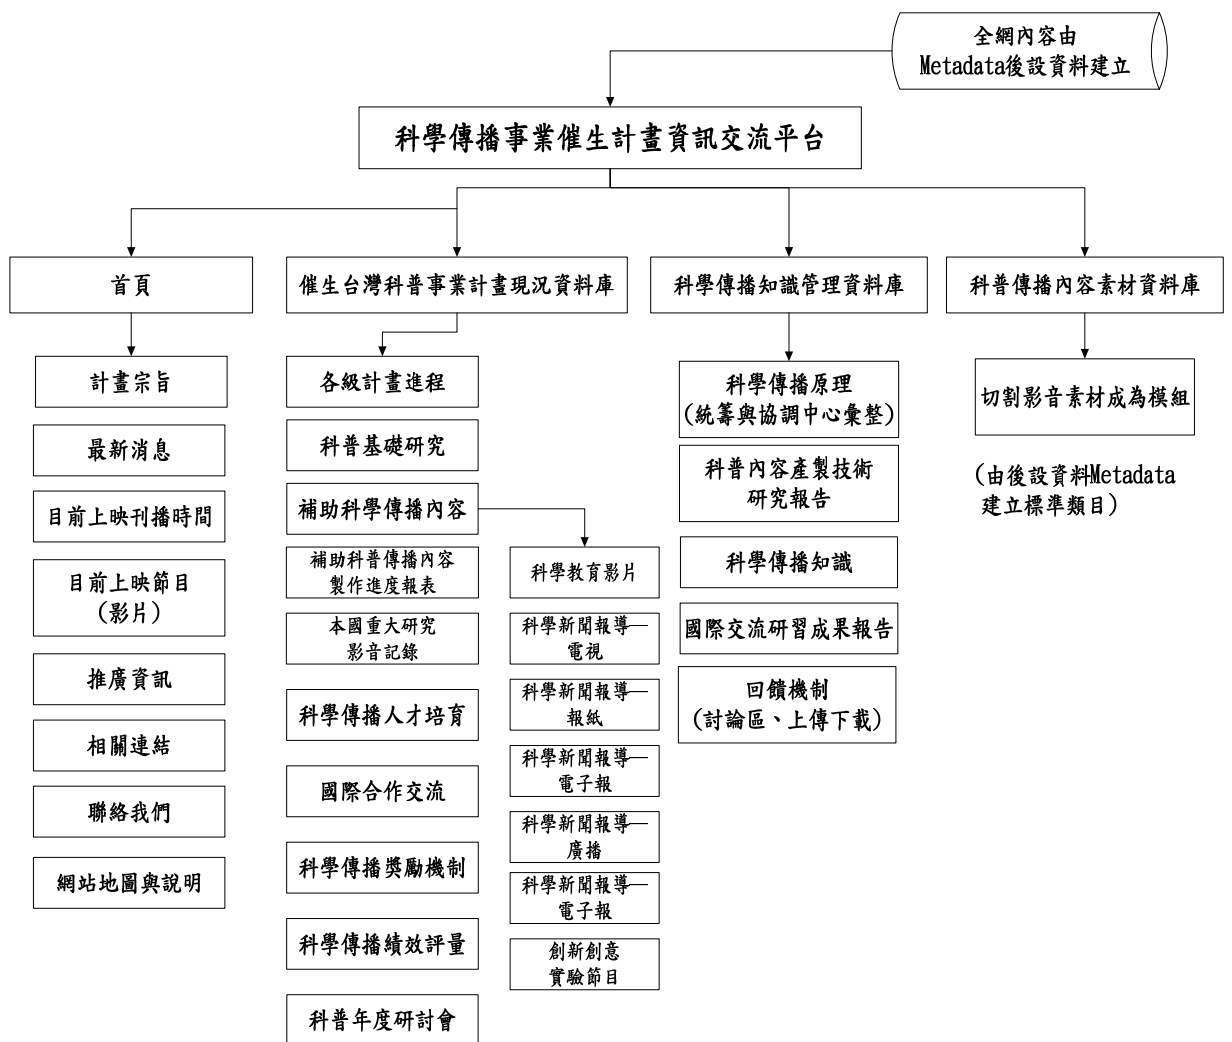 全網內容由
Metadata後設資料建立
科學傳播事業催生計畫資訊交流平台
首頁
催生台灣科普事業計畫現況資料庫
科學傳播知識管理資料庫
科普傳播內容素材資料庫
計畫宗旨
最新消息
目前上映刊播時間
目前上映節目
(影片)
推廣資訊
相關連結
聯絡我們
網站地圖與說明
各級計畫進程
科普基礎研究
補助科學傳播內容
補助科普傳播內容
製作進度報表
本國重大研究
影音記錄
科學傳播人才培育
國際合作交流
科學傳播獎勵機制
科學傳播績效評量
科普年度研討會
科學教育影片
科學新聞報導—
電視
科學新聞報導—
報紙
科學新聞報導—
電子報
科學新聞報導—
廣播
科學新聞報導—
電子報
創新創意
實驗節目
科學傳播原理
(統籌與協調中心彙整)
科普內容產製技術
研究報告
科學傳播知識
國際交流研習成果報告
回饋機制
(討論區、上傳下載)
切割影音素材成為模組
(由後設資料Metadata
建立標準類目)